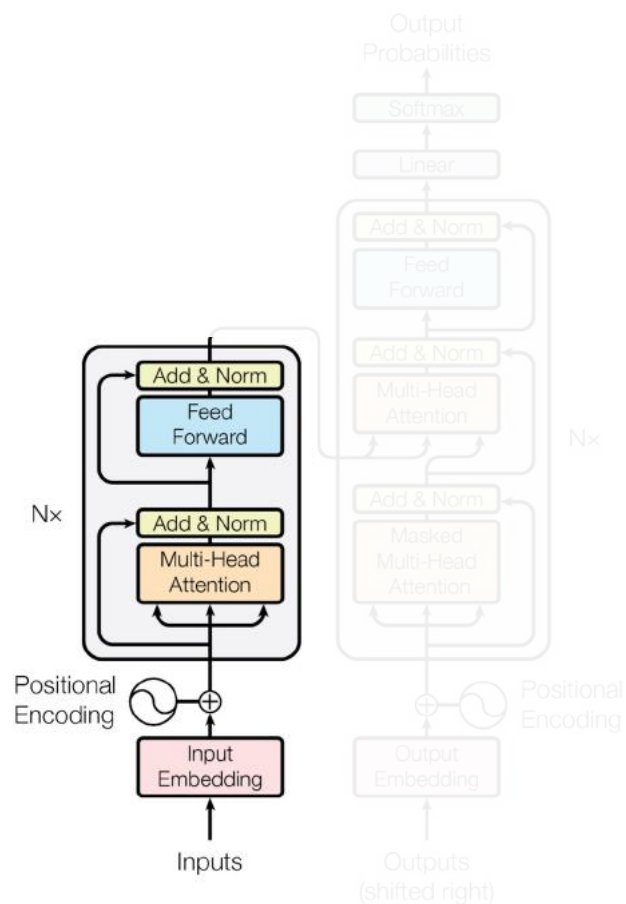 Output
Probabilities
Softmax
Linear
Add & Norm
Feed
Forward
Add & Norm
Multi-Head
Attention
Nx
Add & Norm
Masked
Multi-Head
Attention
Positional
Encoding
Output
Embedding
Outputs
(shifted right)
Add & Norm
Feed
Forward
Nx
Add & Norm
Multi-Head
Attention
Positional
Encoding
Input
Embedding
Inputs